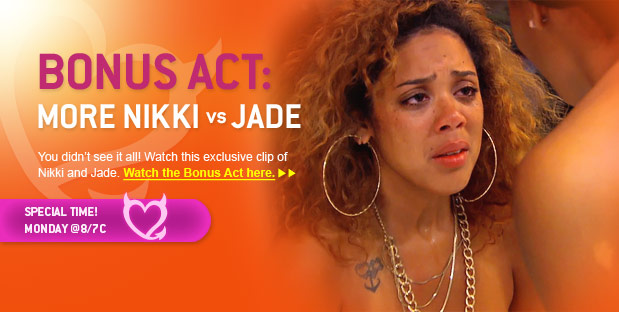 BONUS ACT:
MORE NIKKI vs JADE
You didn't see it all! Watch this exclusive clip of
Nikki and Jade. Watch the Bonus Act here.
SPECIAL TIME!
MONDAY @8/7C